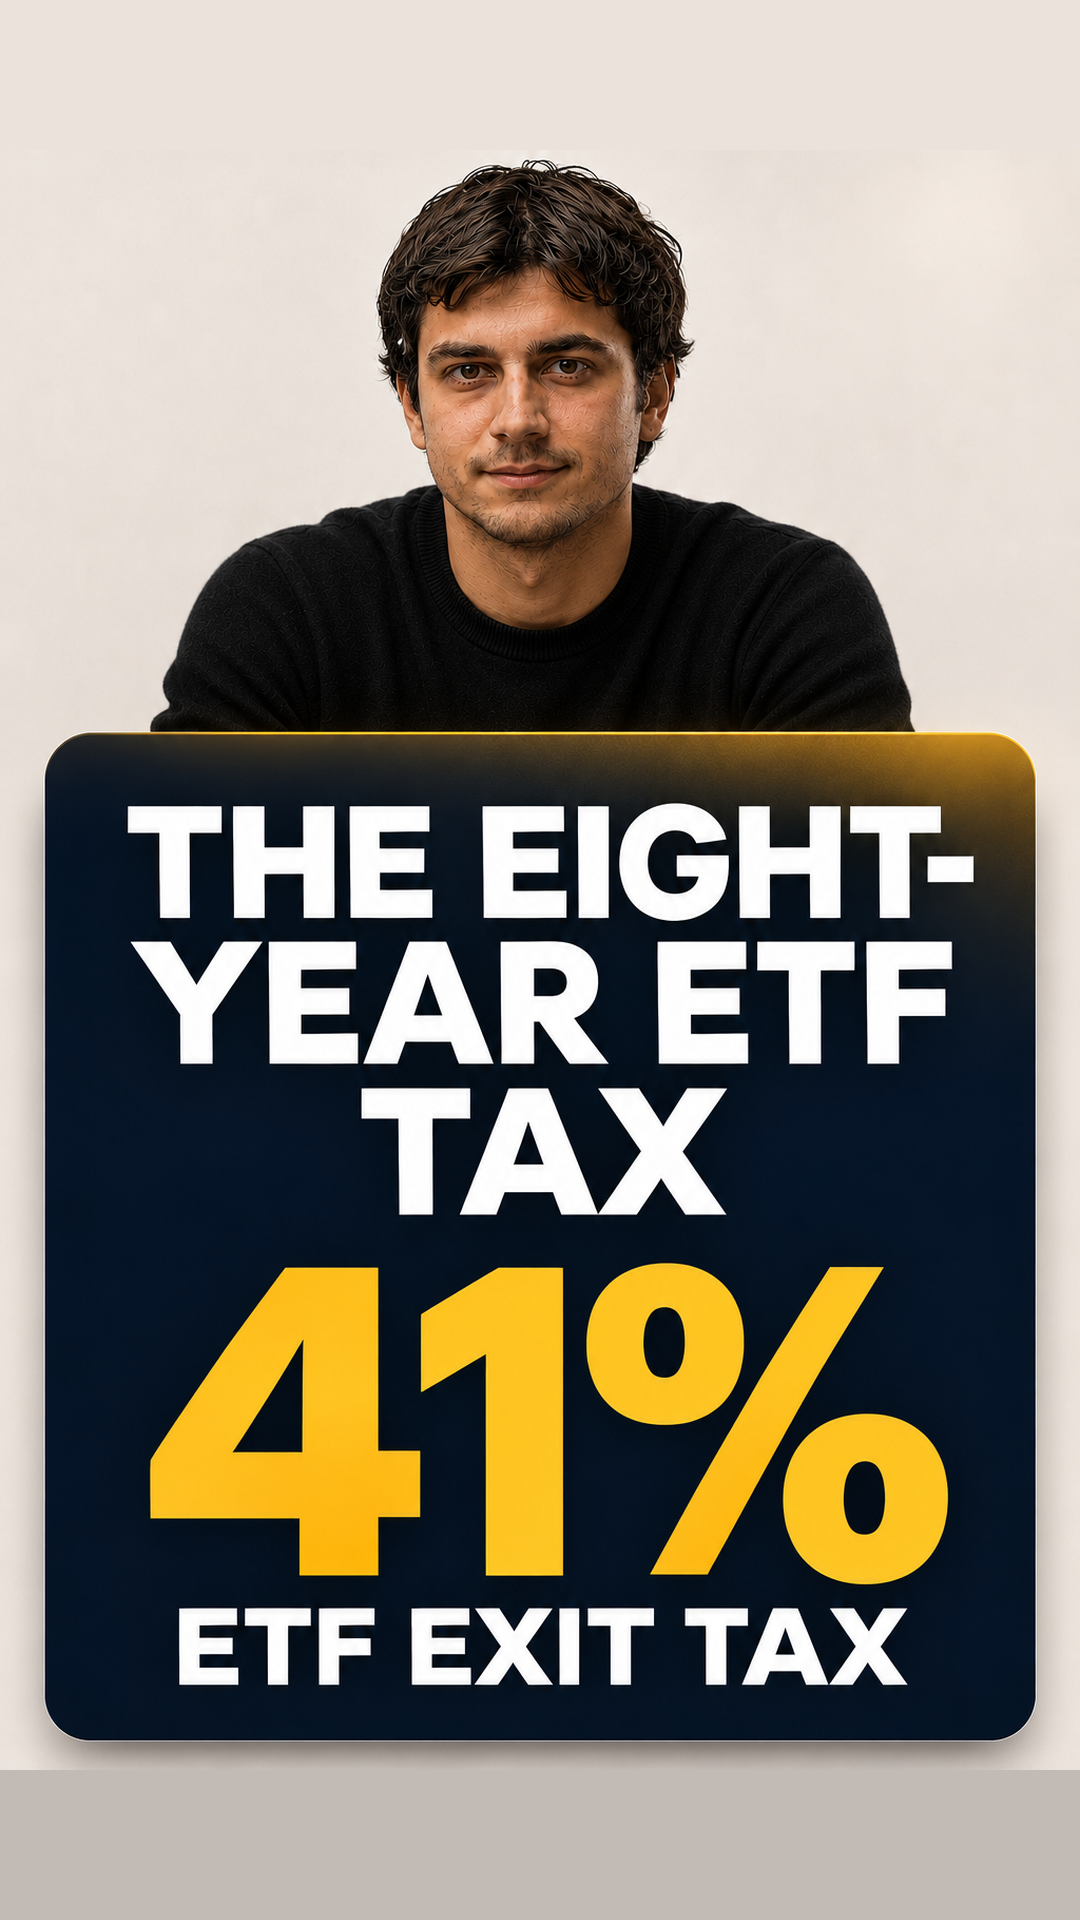 THE EIGHT-
YEAR ETF
TAX
41%
ETF EXIT TAX